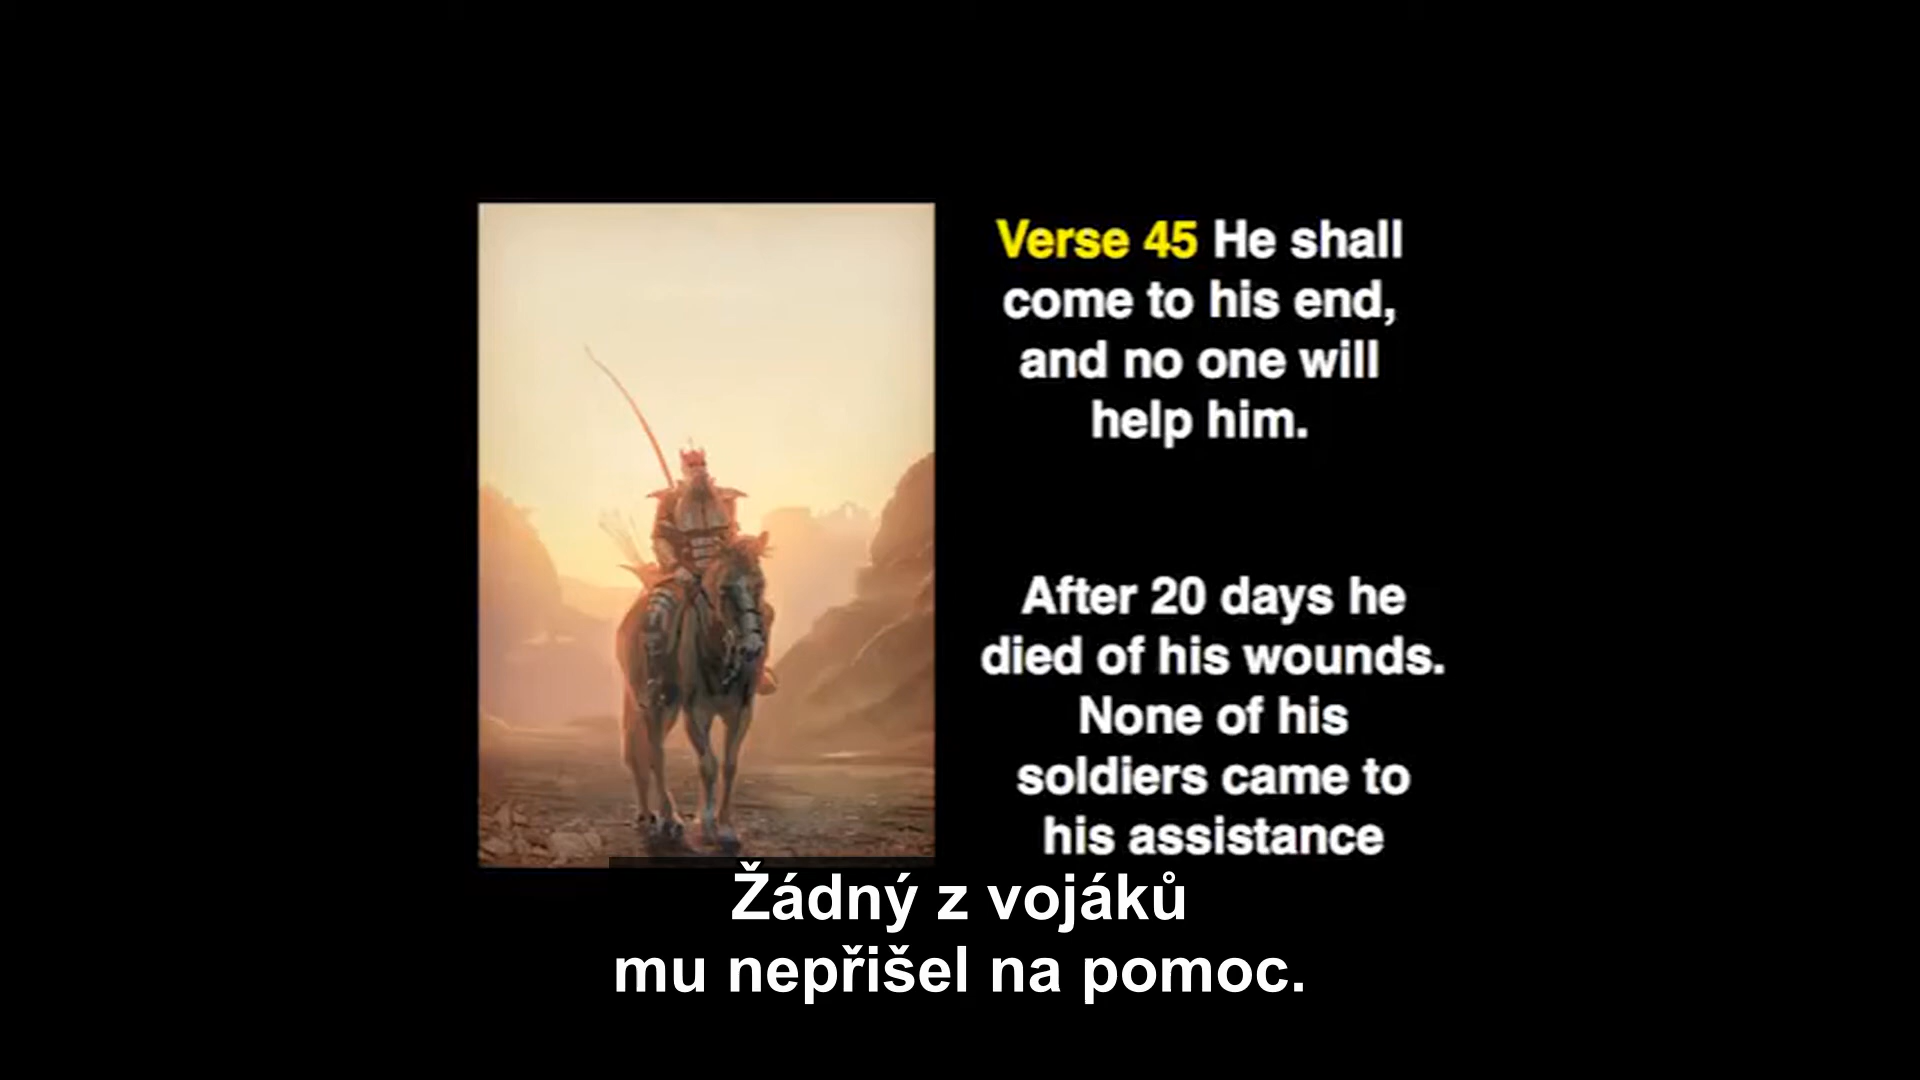 Verse 45 He shall
come to his end,
and no one will
help him.
After 20 days he
died of his wounds.
None of his
soldiers came to
his assistance
Žádný z vojáků
mu nepřišel na pomoc.